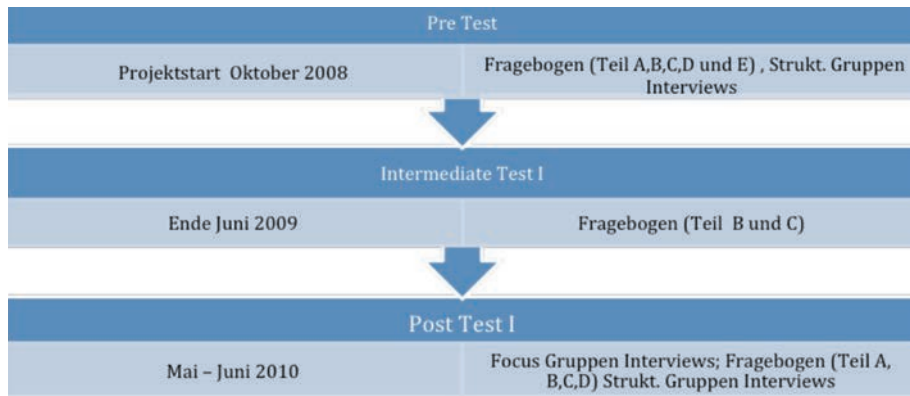 Pre Test
Projektstart Oktober 2008
Fragebogen (Teil A,B,C,D und E) , Strukt. Gruppen
Interviews
Intermediate Test I
Ende Juni 2009
Fragebogen (Teil B und C)
Post Test I
Mai – Juni 2010
Focus Gruppen Interviews; Fragebogen (Teil A,
B,C,D) Strukt. Gruppen Interviews